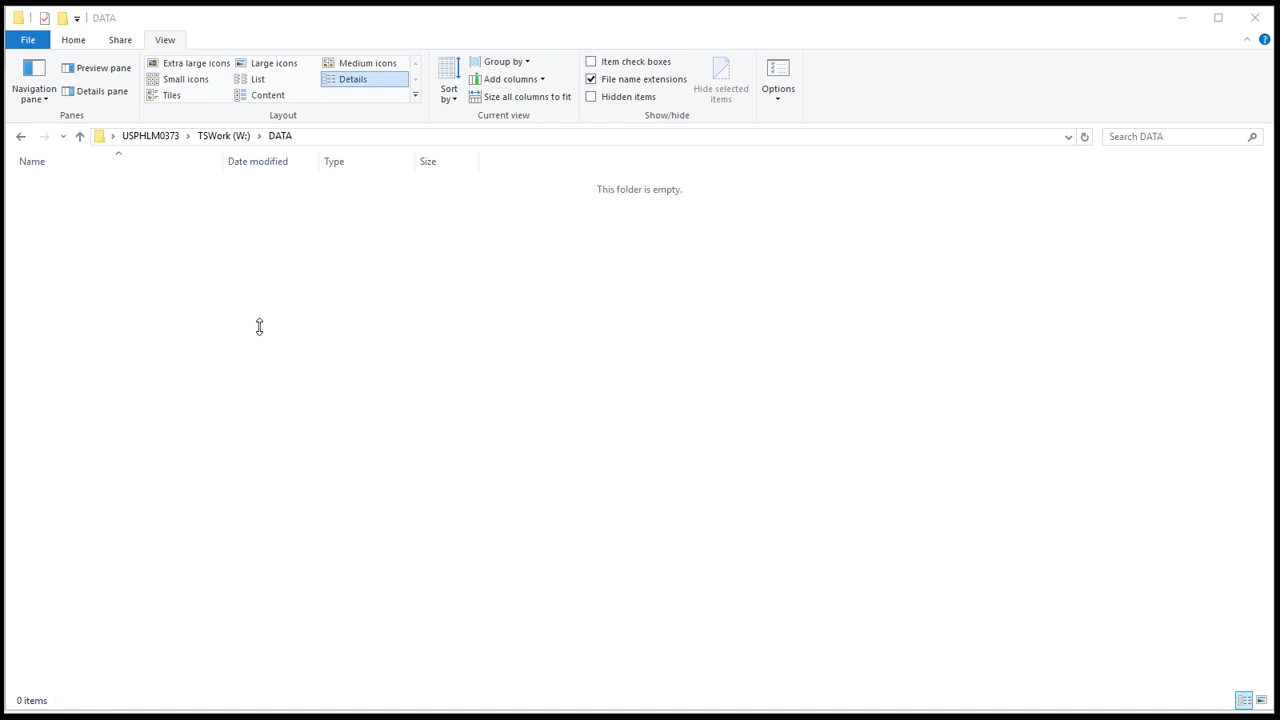 DATA
File Home Share View
Navigation pane
Preview pane
Details pane
Panes
Extra large icons Large icons Medium icons
Small icons List Details
Tiles Content
Layout
Sort by
Group by
Add columns
Size all columns to fit
Current view
Item check boxes
File name extensions
Hidden items
Hide selected items
Show/hide
Options
USPHLM0373 TSWork (W:) DATA
Search DATA
Name Date modified Type Size
This folder is empty.
0 items